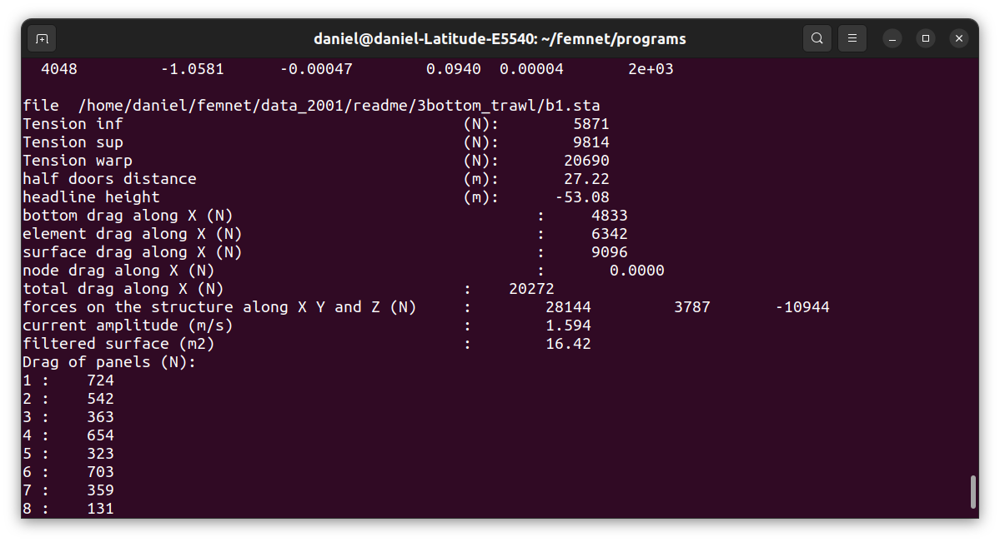 daniel@daniel-Latitude-E5540: ~/femnet/programs
4048 -1.0581 -0.00047 0.0940 0.00004 2e+03
file /home/daniel/femnet/data_2001/readme/3bottom_trawl/b1.sta
Tension inf (N): 5871
Tension sup (N): 9814
Tension warp (N): 20690
half doors distance (m): 27.22
headline height (m): -53.08
bottom drag along X (N) : 4833
element drag along X (N) : 6342
surface drag along X (N) : 9096
node drag along X (N) : 0.0000
total drag along X (N) : 20272
forces on the structure along X Y and Z (N) : 28144 3787 -10944
current amplitude (m/s) : 1.594
filtered surface (m2) : 16.42
Drag of panels (N):
1 : 724
2 : 542
3 : 363
4 : 654
5 : 323
6 : 703
7 : 359
8 : 131